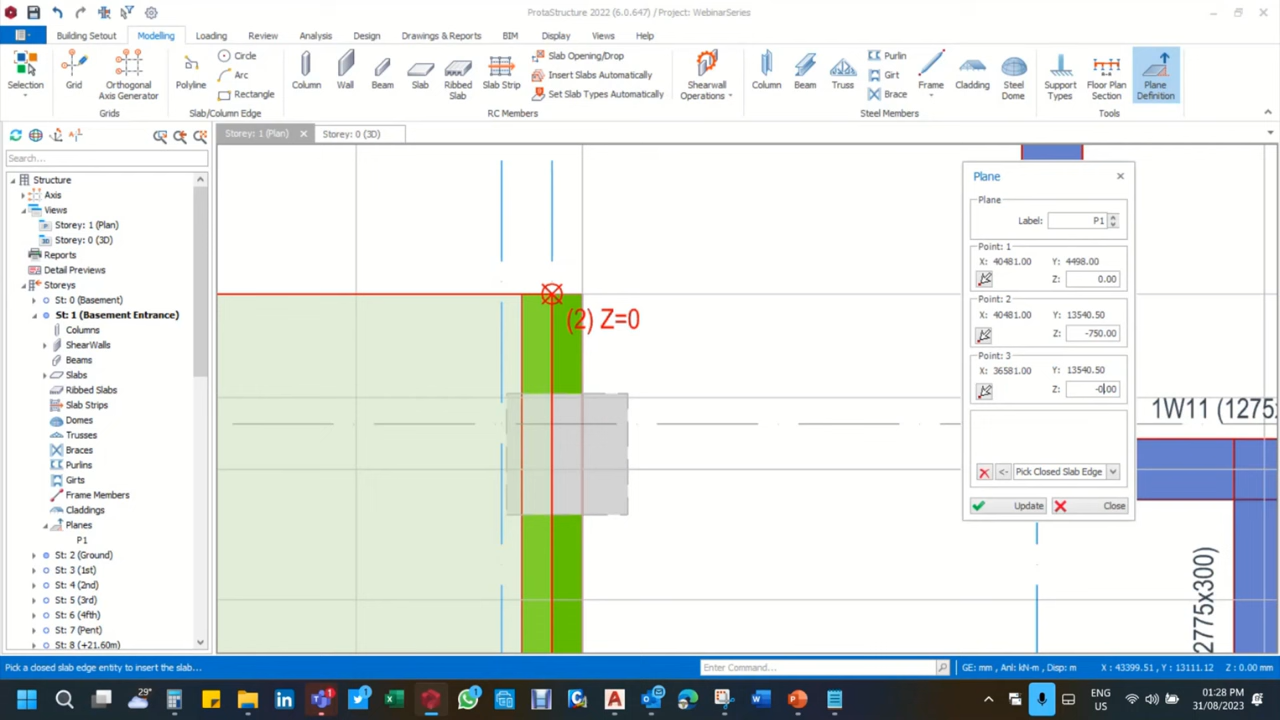 ProtaStructure 2022 (6.0.647) / Project: WebinarSeries
Building Setout Modelling Loading Review Analysis Design Drawings & Reports BIM Display Views Help
Selection
Grid
Orthogonal
Axis Generator
Grids
Polyline
Circle
Arc
Rectangle
Slab/Column Edge
Column
Wall
Beam
Slab
Ribbed
Slab
Slab Strip
Slab Opening/Drop
Insert Slabs Automatically
Set Slab Types Automatically
RC Members
Shearwall
Operations
Column
Beam
Truss
Purlin
Girt
Brace
Frame
Cladding
Steel
Dome
Steel Members
Support
Types
Floor Plan
Section
Plane
Definition
Tools
Search...
Structure
Axis
Views
Storey: 1 (Plan)
Storey: 0 (3D)
Reports
Detail Previews
Storeys
St: 0 (Basement)
St: 1 (Basement Entrance)
Columns
ShearWalls
Beams
Slabs
Ribbed Slabs
Slab Strips
Domes
Trusses
Braces
Purlins
Girts
Frame Members
Claddings
Planes
P1
St: 2 (Ground)
St: 3 (1st)
St: 4 (2nd)
St: 5 (3rd)
St: 6 (4fth)
St: 7 (Pent)
St: 8 (+21.60m)
Storey: 1 (Plan)
Storey: 0 (3D)
(2) Z=0
1W11 (1275
2775x300)
Plane
Plane
Label: P1
Point: 1
X: 40481.00 Y: 4498.00
Z: 0.00
Point: 2
X: 40481.00 Y: 13540.50
Z: -750.00
Point: 3
X: 36581.00 Y: 13540.50
Z: -0.00
<- Pick Closed Slab Edge
Update Close
Pick a closed slab edge entity to insert the slab...
Enter Command...
GE: mm , Anl: kN-m , Disp: m
X : 43399.51 Y : 13111.12
Z : 0.00 mm
29°
1
ENG
US
01:28 PM
31/08/2023